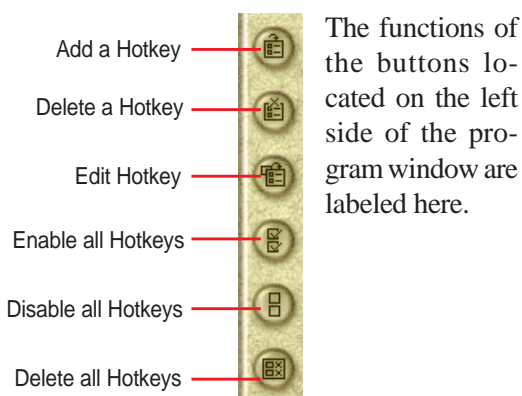 Add a Hotkey
Delete a Hotkey
Edit Hotkey
Enable all Hotkeys
Disable all Hotkeys
Delete all Hotkeys
The functions of
the buttons lo-
cated on the left
side of the pro-
gram window are
labeled here.